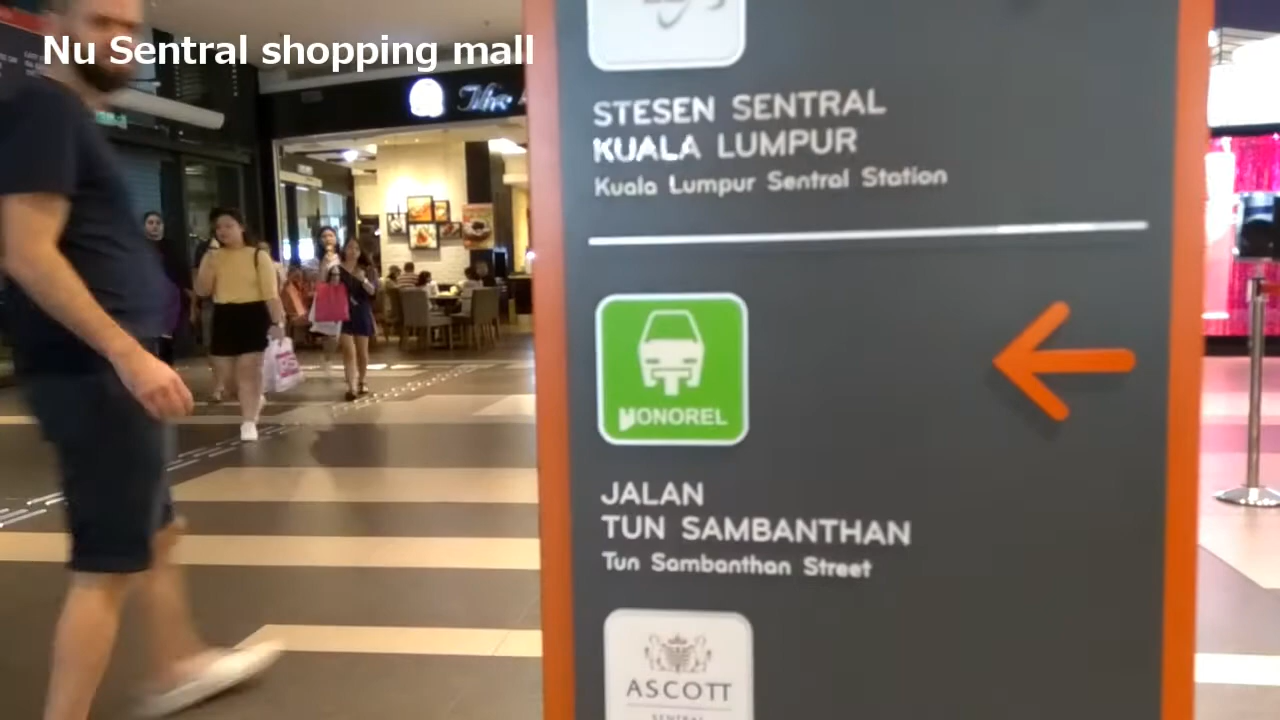 Nu Sentral shopping mall
STESEN SENTRAL
KUALA LUMPUR
Kuala Lumpur Sentral Station
MONOREL
JALAN
TUN SAMBANTHAN
Tun Sambanthan Street
ASCOTT